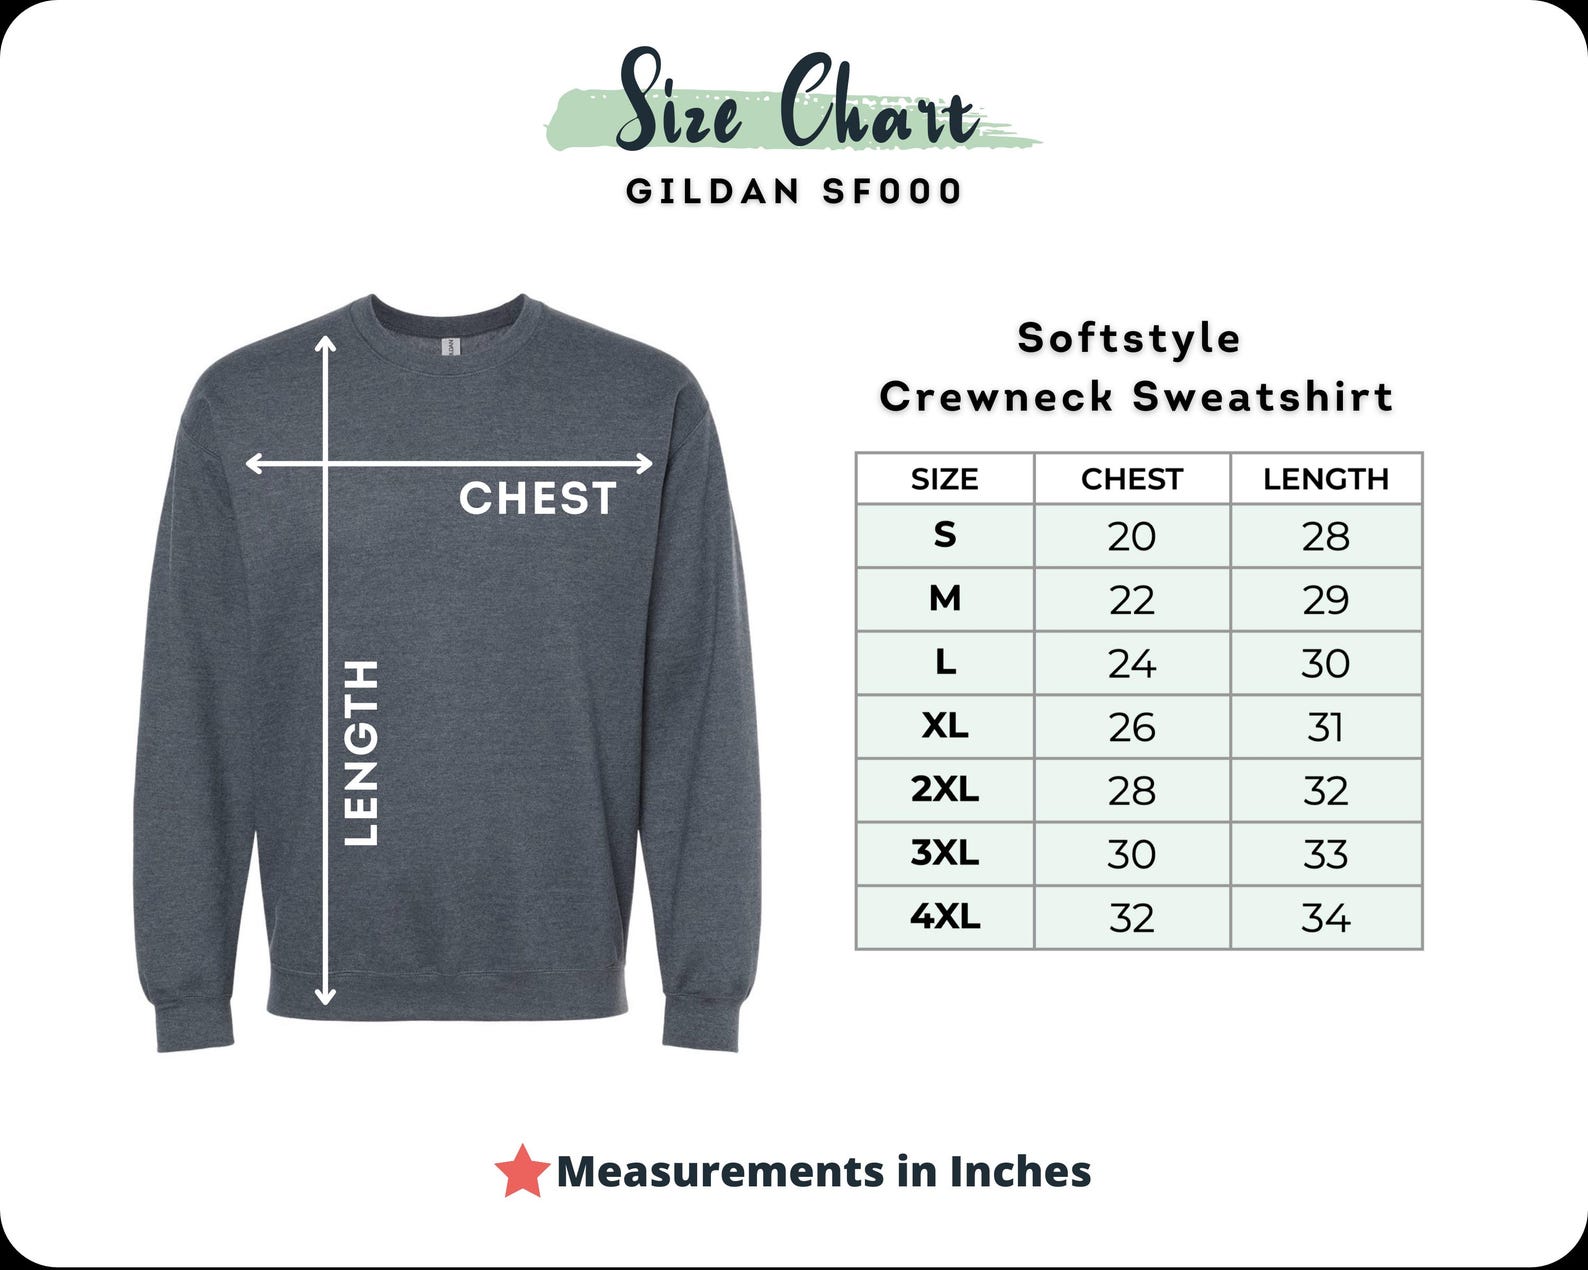 Size Chart
GILDAN SF000
Softstyle
Crewneck Sweatshirt
SIZE CHEST LENGTH
S 20 28
M 22 29
L 24 30
XL 26 31
2XL 28 32
3XL 30 33
4XL 32 34
CHEST
LENGTH
Measurements in Inches